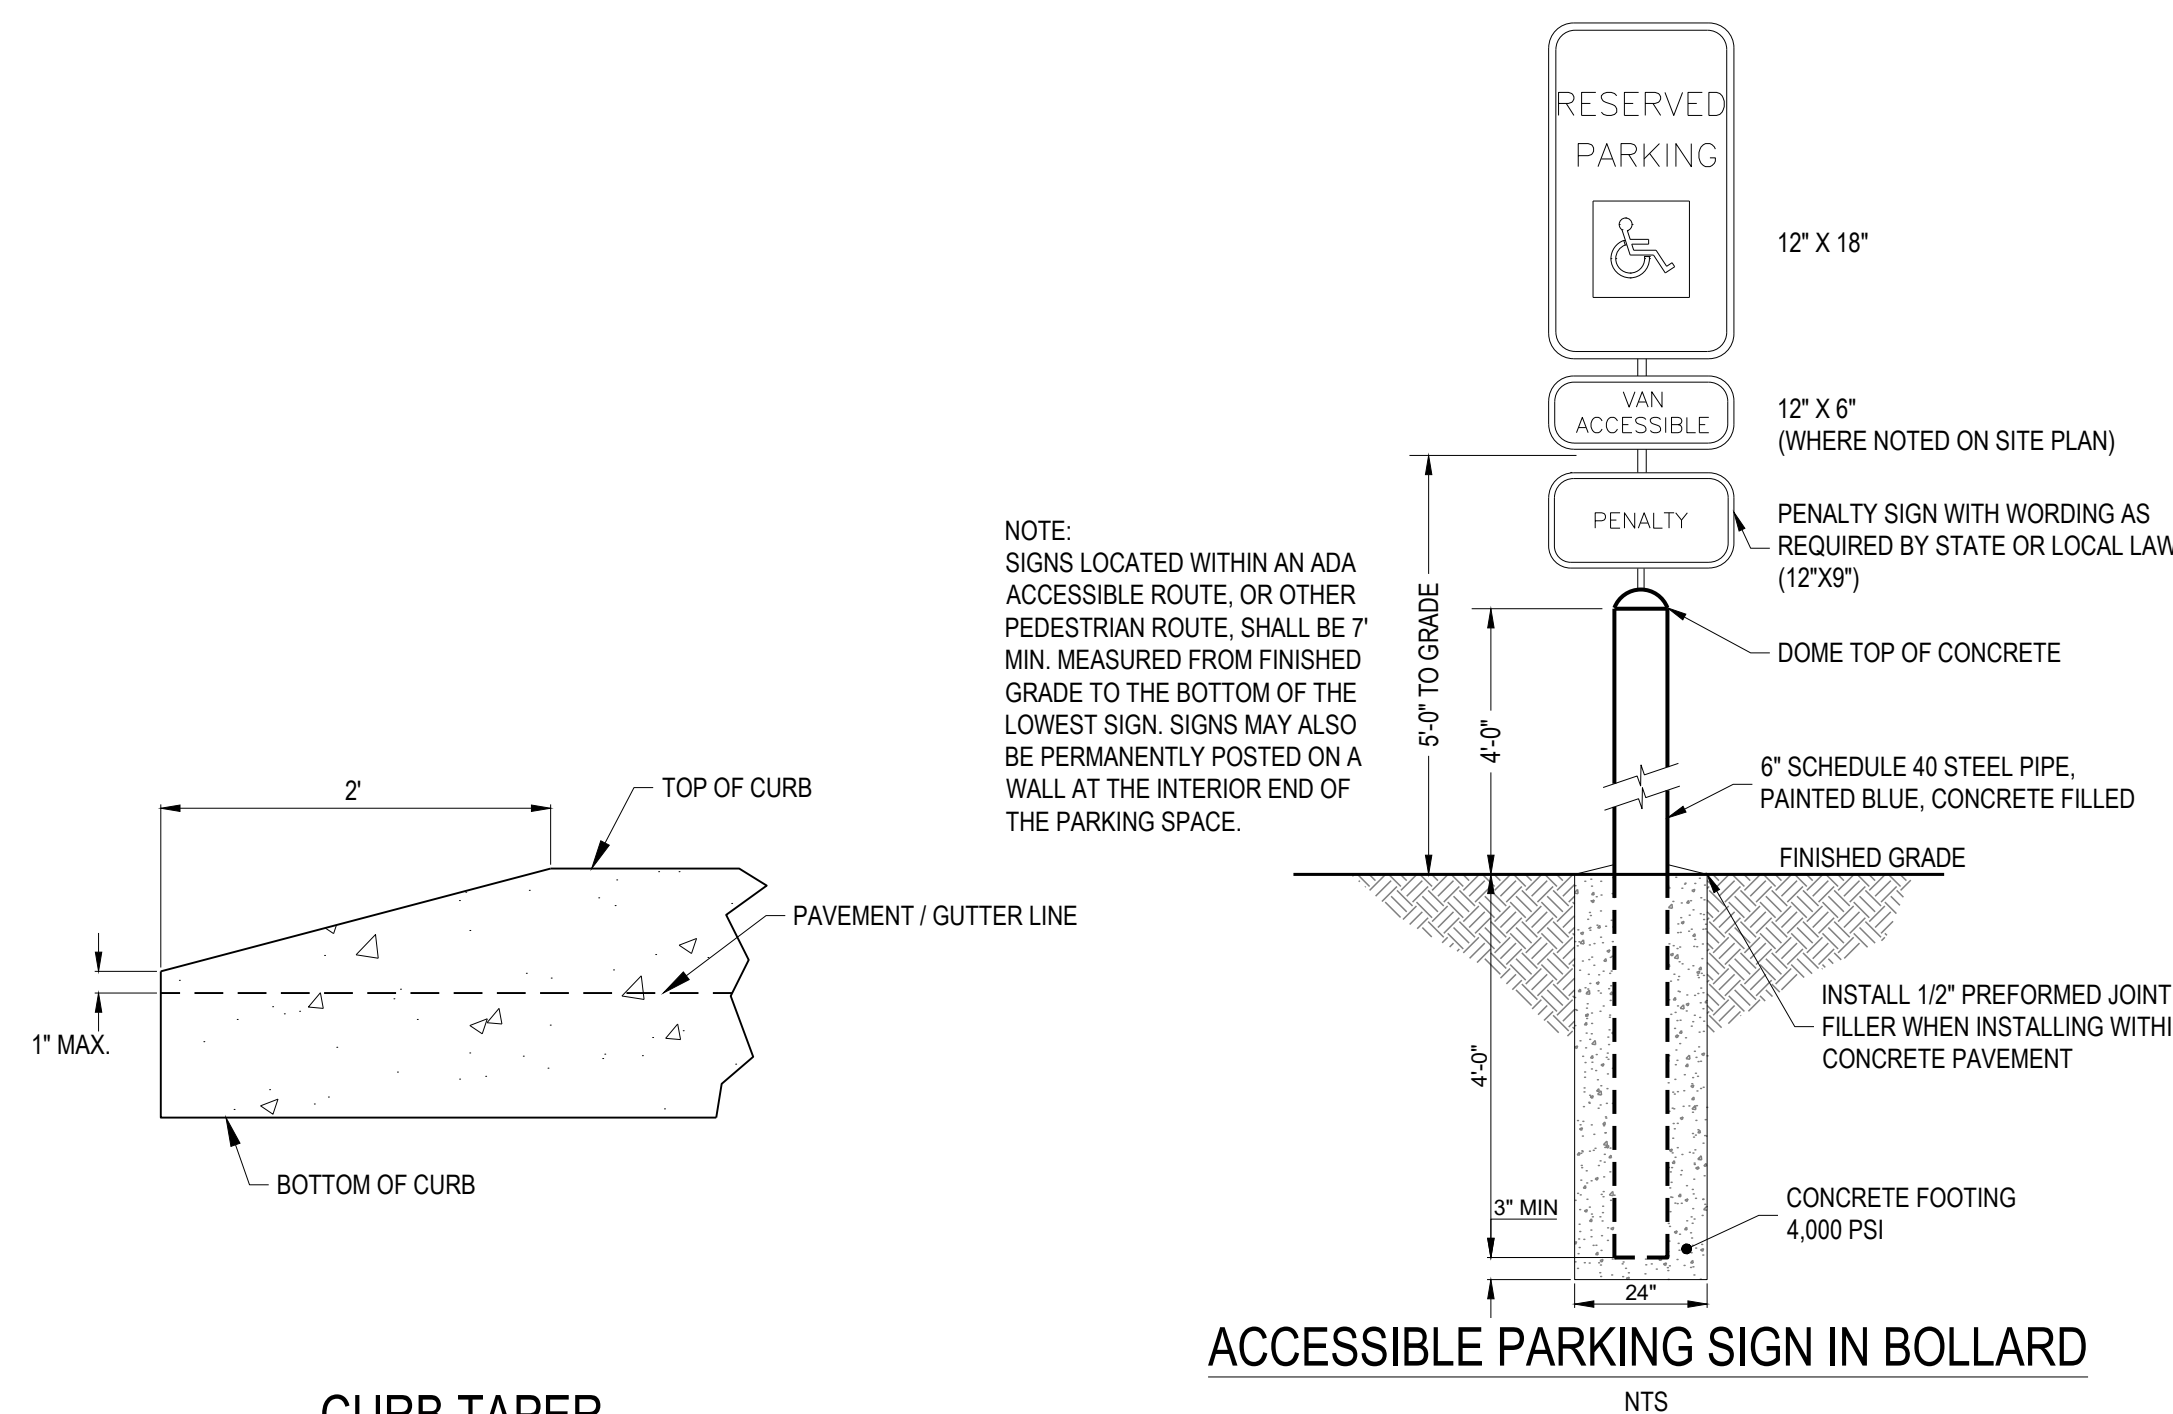 RESERVED
PARKING
12" X 18"
VAN
ACCESSIBLE
12" X 6"
(WHERE NOTED ON SITE PLAN)
PENALTY
PENALTY SIGN WITH WORDING AS
REQUIRED BY STATE OR LOCAL LAW
(12"X9")
NOTE:
SIGNS LOCATED WITHIN AN ADA
ACCESSIBLE ROUTE, OR OTHER
PEDESTRIAN ROUTE, SHALL BE 7'
MIN. MEASURED FROM FINISHED
GRADE TO THE BOTTOM OF THE
LOWEST SIGN. SIGNS MAY ALSO
BE PERMANENTLY POSTED ON A
WALL AT THE INTERIOR END OF
THE PARKING SPACE.
5'-0" TO GRADE
4'-0"
DOME TOP OF CONCRETE
6" SCHEDULE 40 STEEL PIPE,
PAINTED BLUE, CONCRETE FILLED
FINISHED GRADE
INSTALL 1/2" PREFORMED JOINT
FILLER WHEN INSTALLING WITHI
CONCRETE PAVEMENT
4'-0"
3" MIN
CONCRETE FOOTING
4,000 PSI
24"
ACCESSIBLE PARKING SIGN IN BOLLARD
NTS
2'
TOP OF CURB
PAVEMENT / GUTTER LINE
1" MAX.
BOTTOM OF CURB
CURB TAPER